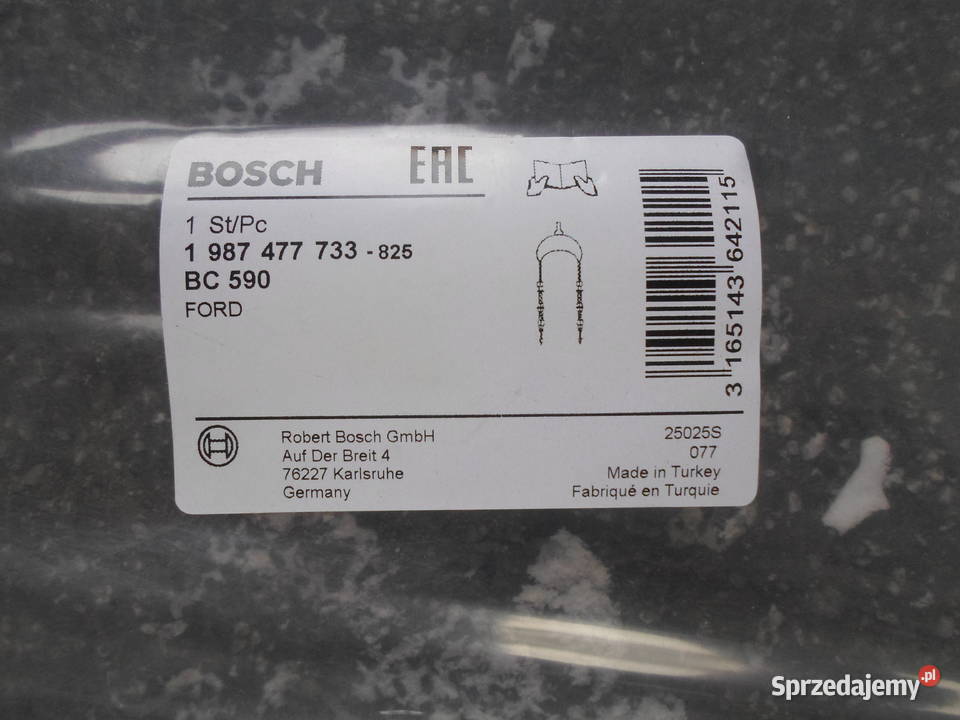 BOSCH
EAC
1 St/Pc
1 987 477 733 - 825
BC 590
FORD
3 165143 642115
Robert Bosch GmbH
Auf Der Breit 4
76227 Karlsruhe
Germany
25025S
077
Made in Turkey
Fabriqué en Turquie
Sprzedajemy.pl